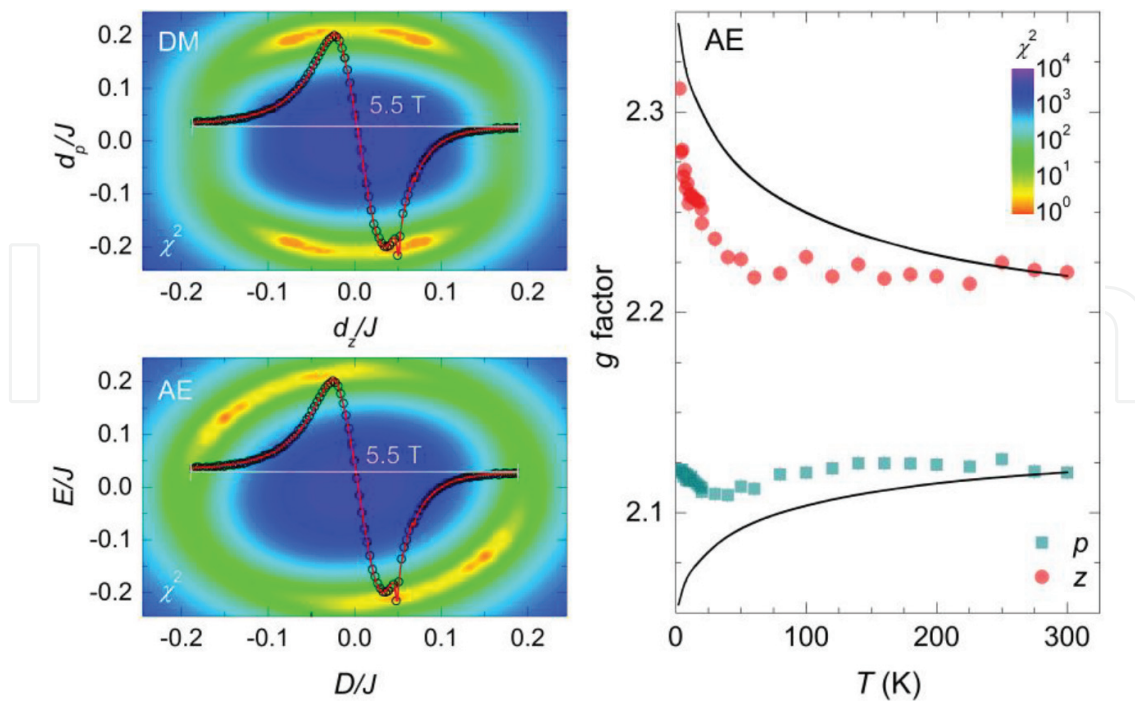 DM
5.5 T
χ²
0.2
0.1
0.0
-0.1
-0.2
dₚ/J
-0.2
-0.1
0.0
0.1
0.2
d_z/J
AE
5.5 T
χ²
0.2
0.1
0.0
-0.1
-0.2
E/J
-0.2
-0.1
0.0
0.1
0.2
D/J
AE
χ²
10⁴
10³
10²
10¹
10⁰
2.3
2.2
2.1
g factor
p
z
0
100
200
300
T (K)